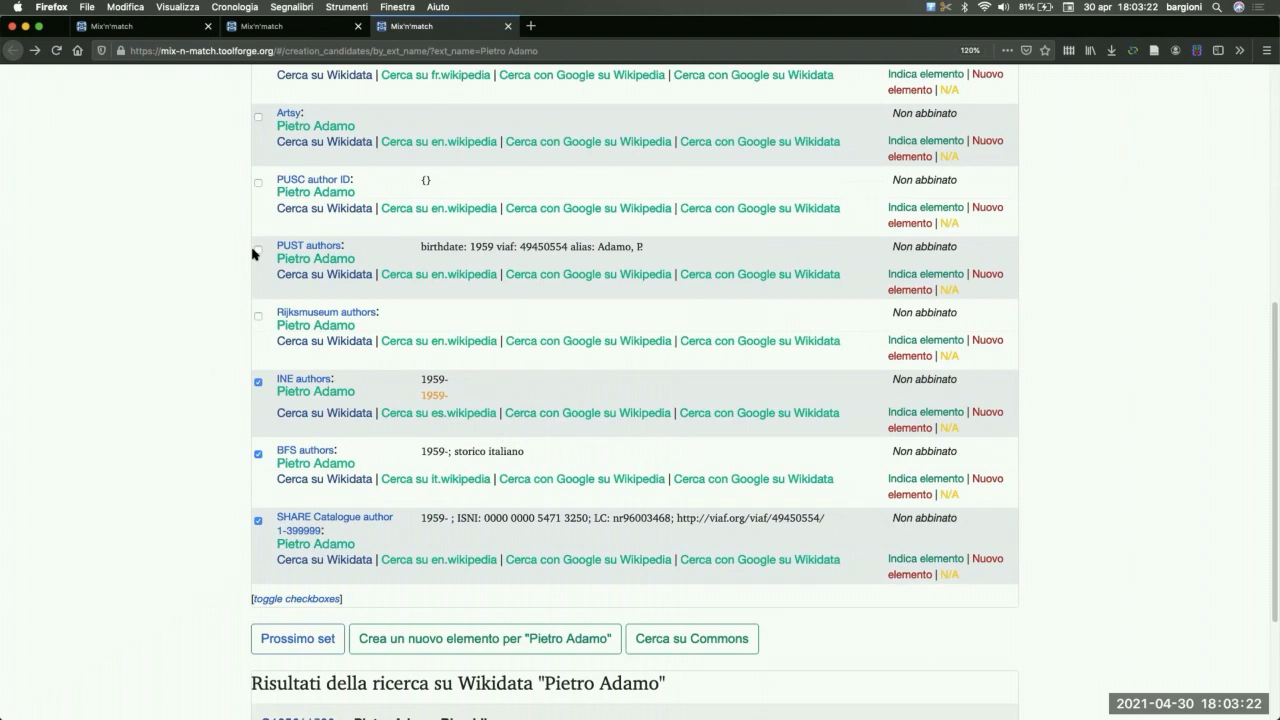 Firefox File Modifica Visualizza Cronologia Segnalibri Strumenti Finestra Aiuto 81% 30 apr 18:03:22 bargioni
Mix'n'match Mix'n'match Mix'n'match
https://mix-n-match.toolforge.org/#/creation_candidates/by_ext_name/?ext_name=Pietro Adamo 120%
Cerca su Wikidata | Cerca su fr.wikipedia | Cerca con Google su Wikipedia | Cerca con Google su Wikidata Indica elemento | Nuovo
elemento | N/A
Artsy: Non abbinato
Pietro Adamo
Cerca su Wikidata | Cerca su en.wikipedia | Cerca con Google su Wikipedia | Cerca con Google su Wikidata Indica elemento | Nuovo
elemento | N/A
PUSC author ID: {} Non abbinato
Pietro Adamo
Cerca su Wikidata | Cerca su en.wikipedia | Cerca con Google su Wikipedia | Cerca con Google su Wikidata Indica elemento | Nuovo
elemento | N/A
PUST authors: birthdate: 1959 viaf: 49450554 alias: Adamo, P. Non abbinato
Pietro Adamo
Cerca su Wikidata | Cerca su en.wikipedia | Cerca con Google su Wikipedia | Cerca con Google su Wikidata Indica elemento | Nuovo
elemento | N/A
Rijksmuseum authors: Non abbinato
Pietro Adamo
Cerca su Wikidata | Cerca su en.wikipedia | Cerca con Google su Wikipedia | Cerca con Google su Wikidata Indica elemento | Nuovo
elemento | N/A
INE authors: 1959- Non abbinato
Pietro Adamo 1959-
Cerca su Wikidata | Cerca su es.wikipedia | Cerca con Google su Wikipedia | Cerca con Google su Wikidata Indica elemento | Nuovo
elemento | N/A
BFS authors: 1959-; storico italiano Non abbinato
Pietro Adamo
Cerca su Wikidata | Cerca su it.wikipedia | Cerca con Google su Wikipedia | Cerca con Google su Wikidata Indica elemento | Nuovo
elemento | N/A
SHARE Catalogue author 1959- ; ISNI: 0000 0000 5471 3250; LC: nr96003468; http://viaf.org/viaf/49450554/ Non abbinato
1-399999:
Pietro Adamo
Cerca su Wikidata | Cerca su en.wikipedia | Cerca con Google su Wikipedia | Cerca con Google su Wikidata Indica elemento | Nuovo
elemento | N/A
[toggle checkboxes]
Prossimo set Crea un nuovo elemento per "Pietro Adamo" Cerca su Commons
Risultati della ricerca su Wikidata "Pietro Adamo"
2021-04-30 18:03:22